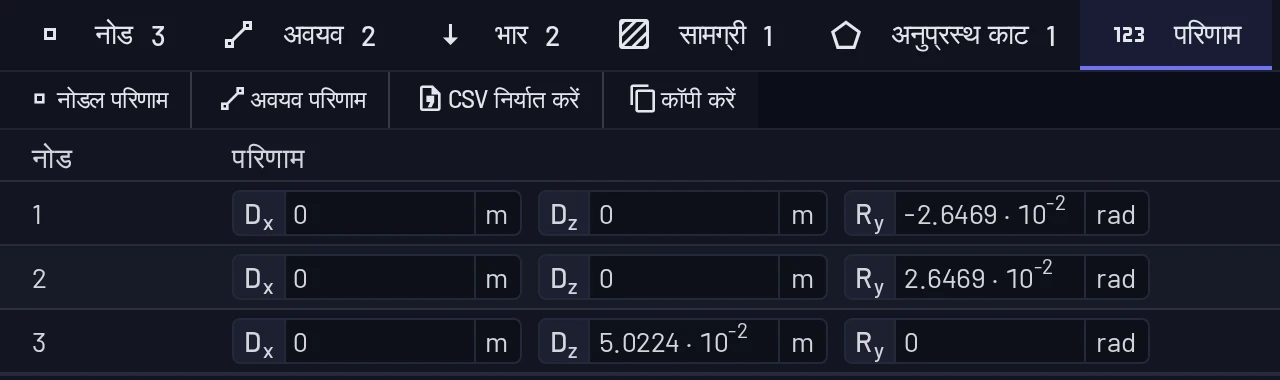 नोड 3 अवयव 2 भार 2 सामग्री 1 अनुप्रस्थ काट 1 123 परिणाम
नोडल परिणाम अवयव परिणाम CSV निर्यात करें कॉपी करें
नोड परिणाम
1 Dx 0 m Dz 0 m Ry -2.6469 · 10⁻² rad
2 Dx 0 m Dz 0 m Ry 2.6469 · 10⁻² rad
3 Dx 0 m Dz 5.0224 · 10⁻² m Ry 0 rad